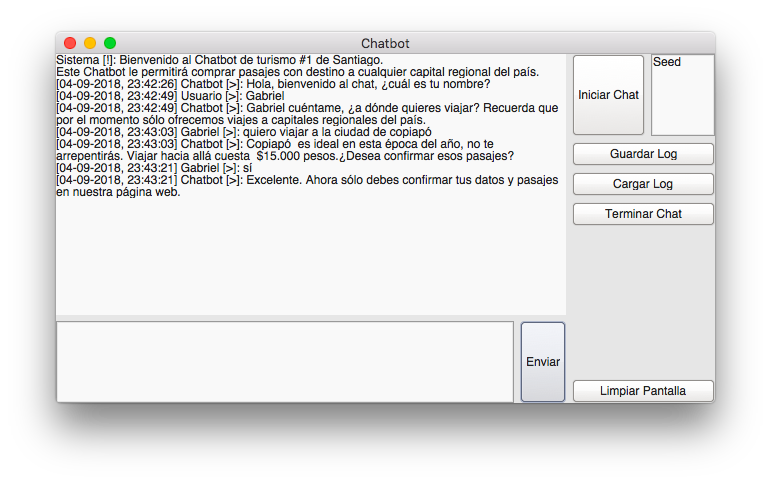 Chatbot
Sistema [!]: Bienvenido al Chatbot de turismo #1 de Santiago.
Este Chatbot le permitirá comprar pasajes con destino a cualquier capital regional del país.
[04-09-2018, 23:42:26] Chatbot [>]: Hola, bienvenido al chat, ¿cuál es tu nombre?
[04-09-2018, 23:42:49] Usuario [>]: Gabriel
[04-09-2018, 23:42:49] Chatbot [>]: Gabriel cuéntame, ¿a dónde quieres viajar? Recuerda que
por el momento sólo ofrecemos viajes a capitales regionales del país.
[04-09-2018, 23:43:03] Gabriel [>]: quiero viajar a la ciudad de copiapó
[04-09-2018, 23:43:03] Chatbot [>]: Copiapó  es ideal en esta época del año, no te
arrepentirás. Viajar hacia allá cuesta  $15.000 pesos.¿Desea confirmar esos pasajes?
[04-09-2018, 23:43:21] Gabriel [>]: sí
[04-09-2018, 23:43:21] Chatbot [>]: Excelente. Ahora sólo debes confirmar tus datos y pasajes
en nuestra página web.
Iniciar Chat
Seed
Guardar Log
Cargar Log
Terminar Chat
Enviar
Limpiar Pantalla